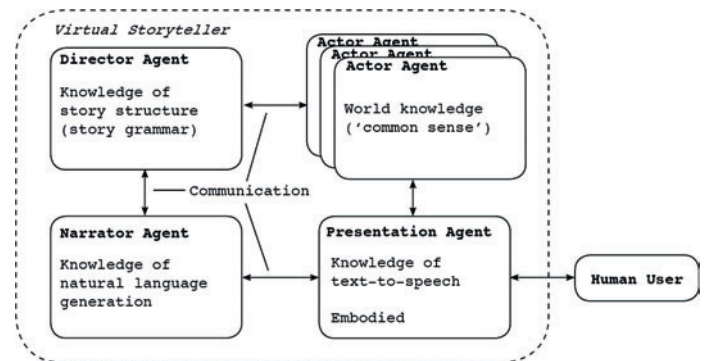 Virtual Storyteller
Director Agent
Knowledge of
story structure
(story grammar)
Actor Agent
Actor Agent
Actor Agent
World knowledge
('common sense')
Communication
Narrator Agent
Knowledge of
natural language
generation
Presentation Agent
Knowledge of
text-to-speech
Embodied
Human User